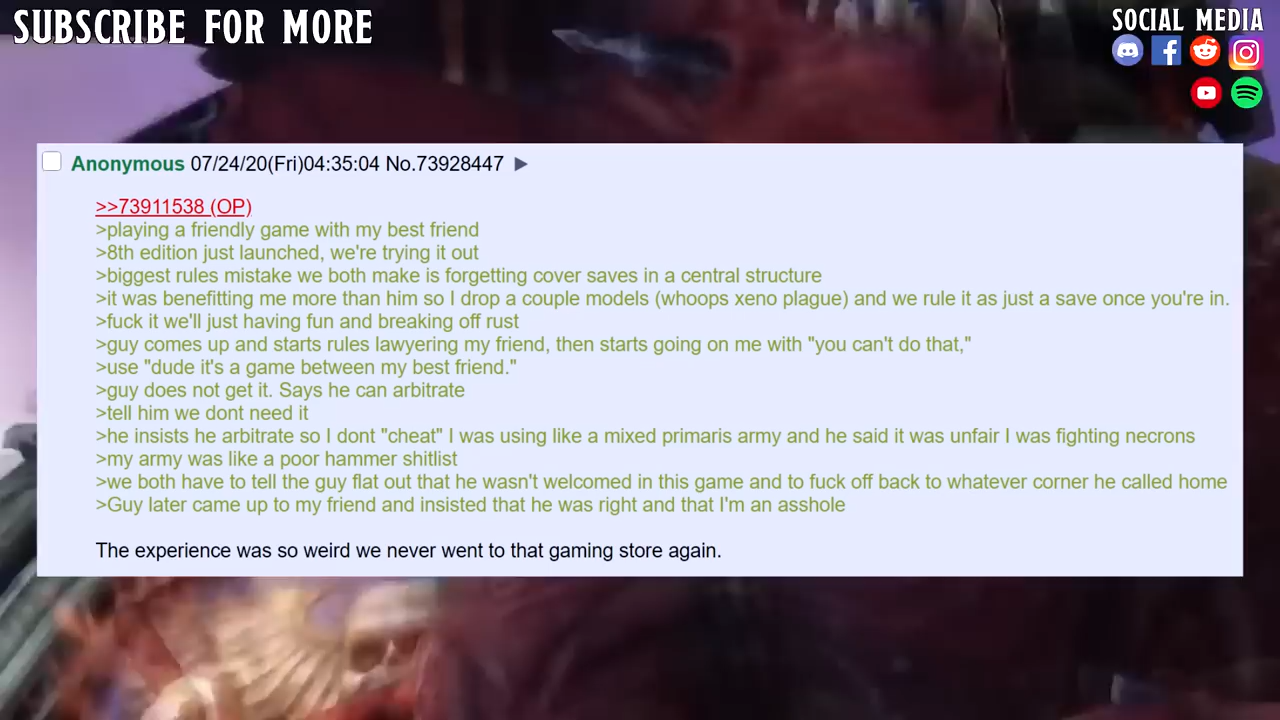 SUBSCRIBE FOR MORE
SOCIAL MEDIA
Anonymous 07/24/20(Fri)04:35:04 No.73928447 ▶
>>73911538 (OP)
>playing a friendly game with my best friend
>8th edition just launched, we're trying it out
>biggest rules mistake we both make is forgetting cover saves in a central structure
>it was benefitting me more than him so I drop a couple models (whoops xeno plague) and we rule it as just a save once you're in.
>fuck it we'll just having fun and breaking off rust
>guy comes up and starts rules lawyering my friend, then starts going on me with "you can't do that,"
>use "dude it's a game between my best friend."
>guy does not get it. Says he can arbitrate
>tell him we dont need it
>he insists he arbitrate so I dont "cheat" I was using like a mixed primaris army and he said it was unfair I was fighting necrons
>my army was like a poor hammer shitlist
>we both have to tell the guy flat out that he wasn't welcomed in this game and to fuck off back to whatever corner he called home
>Guy later came up to my friend and insisted that he was right and that I'm an asshole
The experience was so weird we never went to that gaming store again.